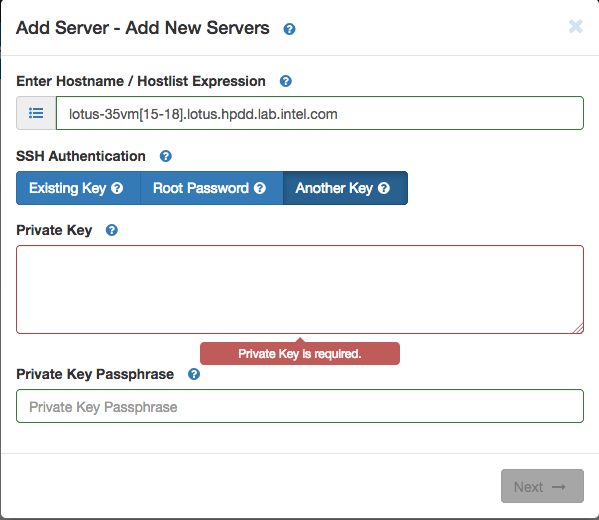 Add Server - Add New Servers
Enter Hostname / Hostlist Expression
lotus-35vm[15-18].lotus.hpdd.lab.intel.com
SSH Authentication
Existing Key Root Password Another Key
Private Key
Private Key is required.
Private Key Passphrase
Private Key Passphrase
Next →